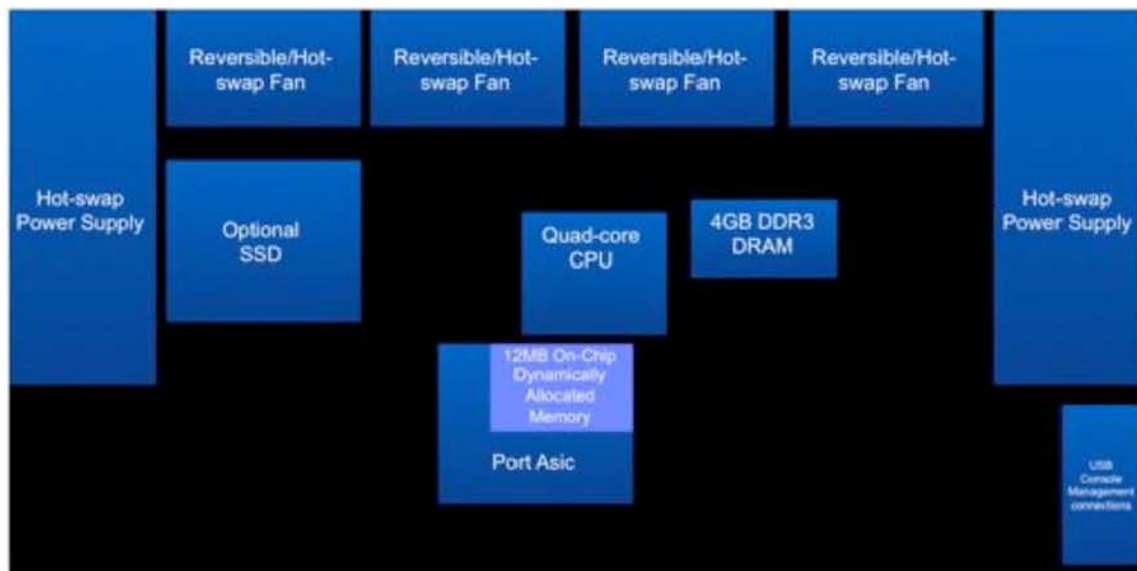 Reversible/Hot-
swap Fan
Reversible/Hot-
swap Fan
Reversible/Hot-
swap Fan
Reversible/Hot-
swap Fan
Hot-swap
Power Supply
Optional
SSD
Quad-core
CPU
4GB DDR3
DRAM
Hot-swap
Power Supply
12MB On-Chip
Dynamically
Allocated
Memory
Port Asic
USB
Console
Management
connections